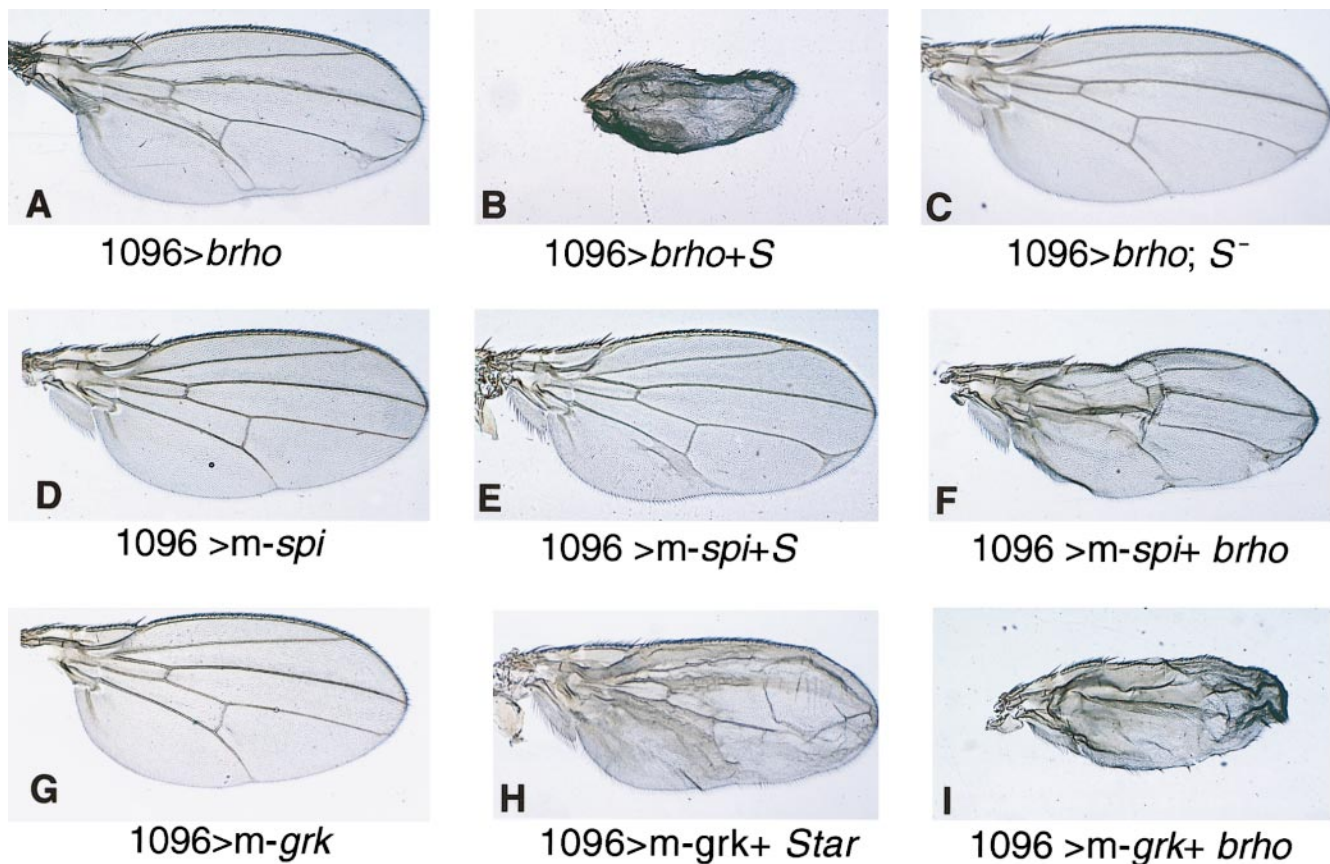 A
1096>brho
B
1096>brho+S
C
1096>brho; S⁻
D
1096 >m-spi
E
1096 >m-spi+S
F
1096 >m-spi+ brho
G
1096>m-grk
H
1096>m-grk+ Star
I
1096 >m-grk+ brho